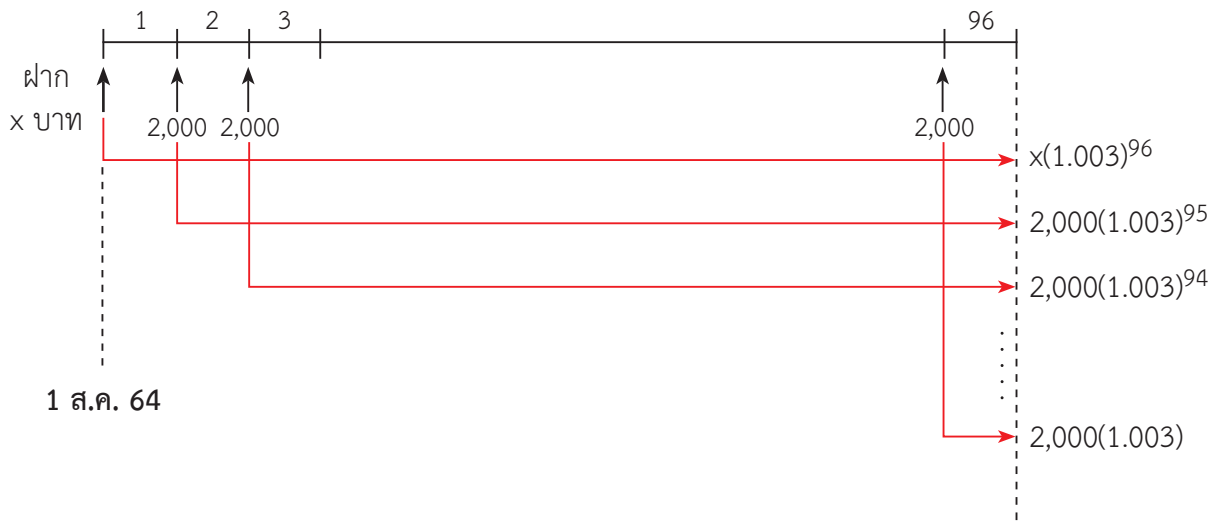 1 2 3 96
ฝาก
x บาท
2,000 2,000 2,000
x(1.003)⁹⁶
2,000(1.003)⁹⁵
2,000(1.003)⁹⁴
1 ส.ค. 64
2,000(1.003)